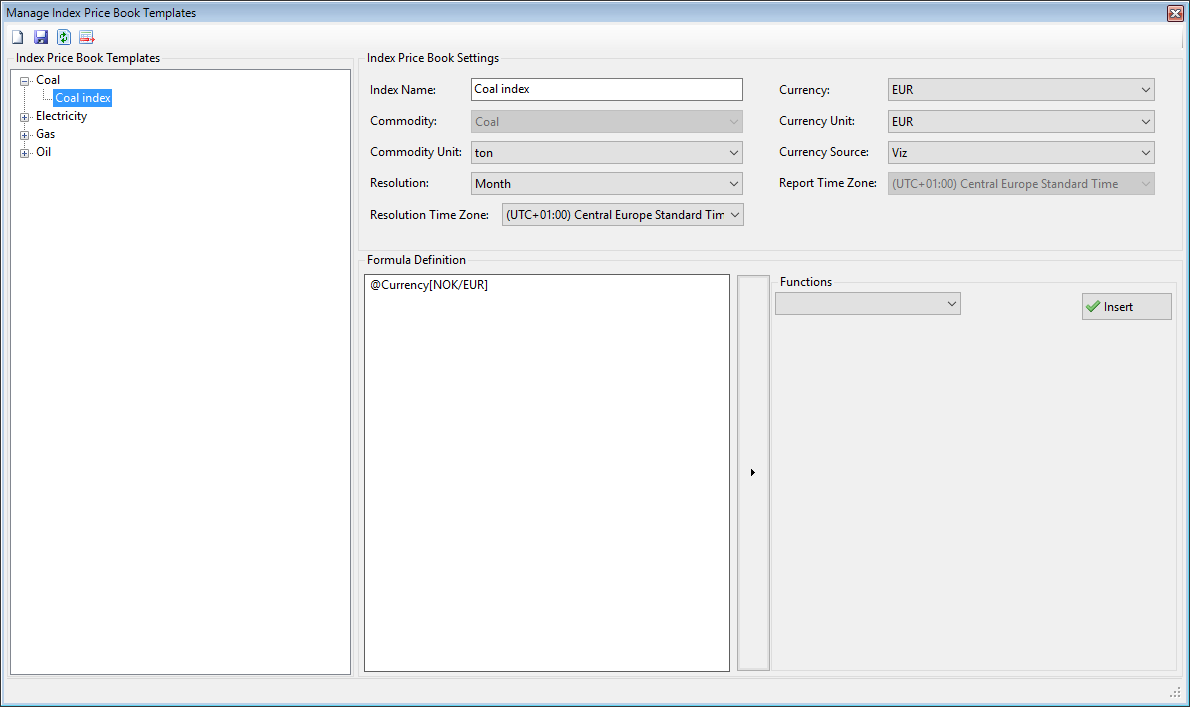 Manage Index Price Book Templates
Index Price Book Templates
Coal
Coal index
Electricity
Gas
Oil
Index Price Book Settings
Index Name: Coal index
Commodity: Coal
Commodity Unit: ton
Resolution: Month
Resolution Time Zone: (UTC+01:00) Central Europe Standard Tim
Currency: EUR
Currency Unit: EUR
Currency Source: Viz
Report Time Zone: (UTC+01:00) Central Europe Standard Time
Formula Definition
@Currency[NOK/EUR]
Functions
Insert